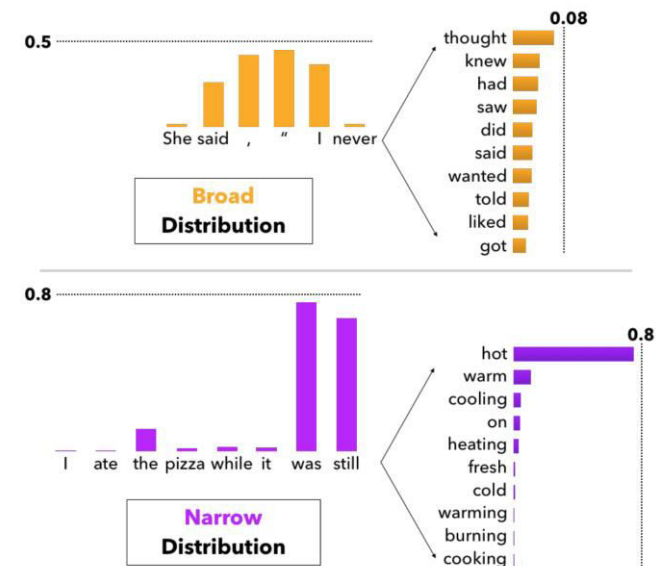 0.08
0.5
thought
knew
had
saw
did
said
wanted
told
liked
got
She said , “ I never
Broad
Distribution
0.8
0.8
hot
warm
cooling
on
heating
fresh
cold
warming
burning
cooking
I ate the pizza while it was still
Narrow
Distribution